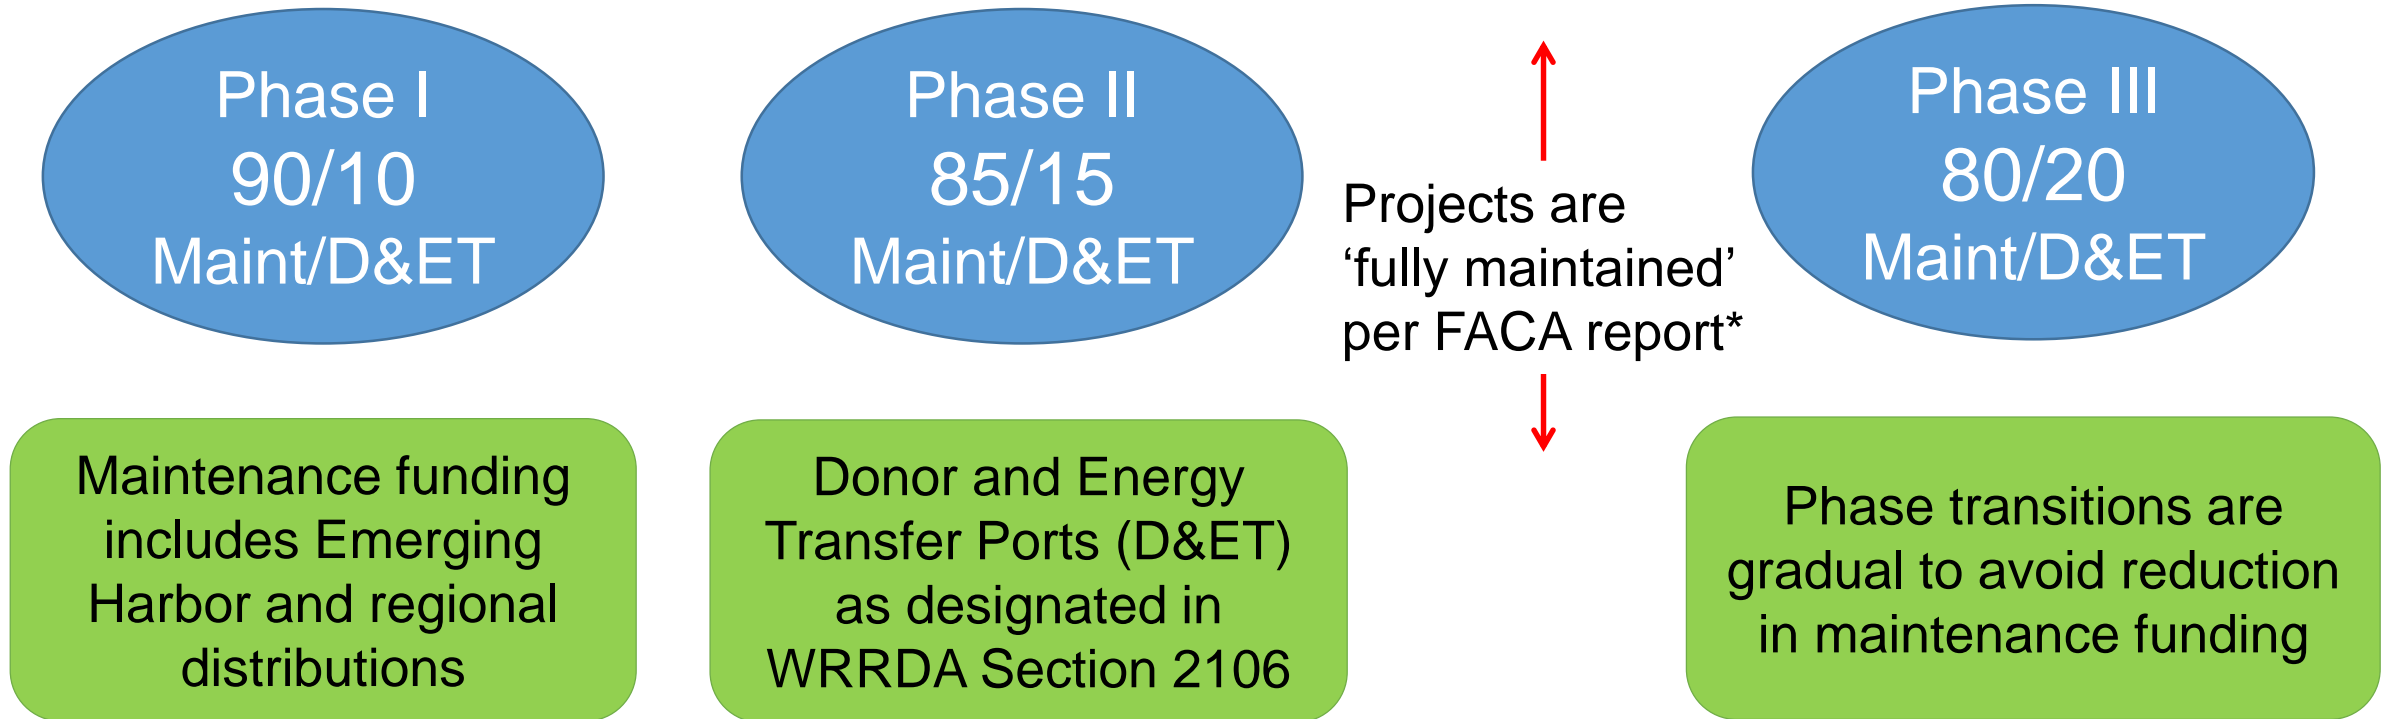 Phase I
90/10
Maint/D&ET
Phase II
85/15
Maint/D&ET
Projects are
‘fully maintained’
per FACA report*
Phase III
80/20
Maint/D&ET
Maintenance funding
includes Emerging
Harbor and regional
distributions
Donor and Energy
Transfer Ports (D&ET)
as designated in
WRRDA Section 2106
Phase transitions are
gradual to avoid reduction
in maintenance funding